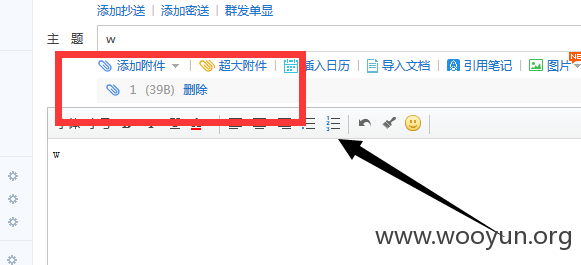 添加抄送 | 添加密送 | 群发单显
主 题 w
添加附件 | 超大附件 | 插入日历 | 导入文档 | 引用笔记 | 图片
1 (39B) 删除
w
www.wooyun.org